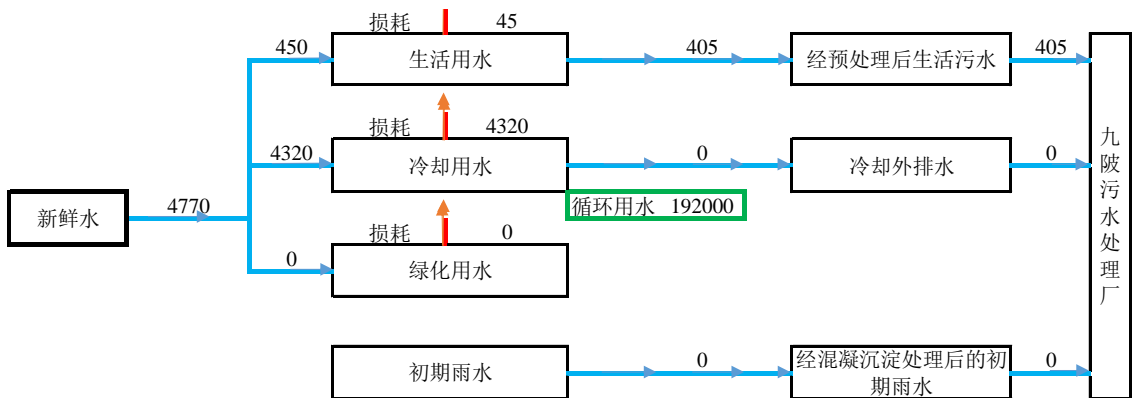 损耗 45
450 生活用水 405 经预处理后生活污水 405
损耗 4320
4320 冷却用水 0 冷却外排水 0
循环用水 192000
新鲜水 4770
损耗 0
0 绿化用水
初期雨水 0 经混凝沉淀处理后的初
期雨水 0
九陂污水处理厂